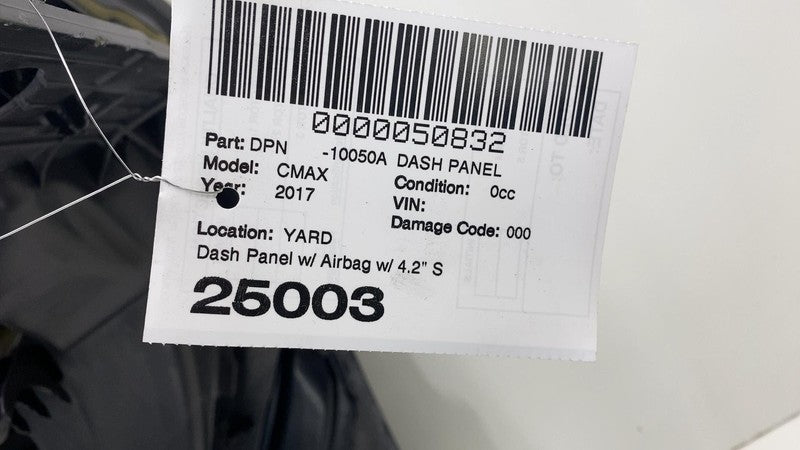 0000050832
Part: DPN -10050A DASH PANEL
Model: CMAX Condition: 0cc
Year: 2017 VIN:
Damage Code: 000
Location: YARD
Dash Panel w/ Airbag w/ 4.2" S
25003